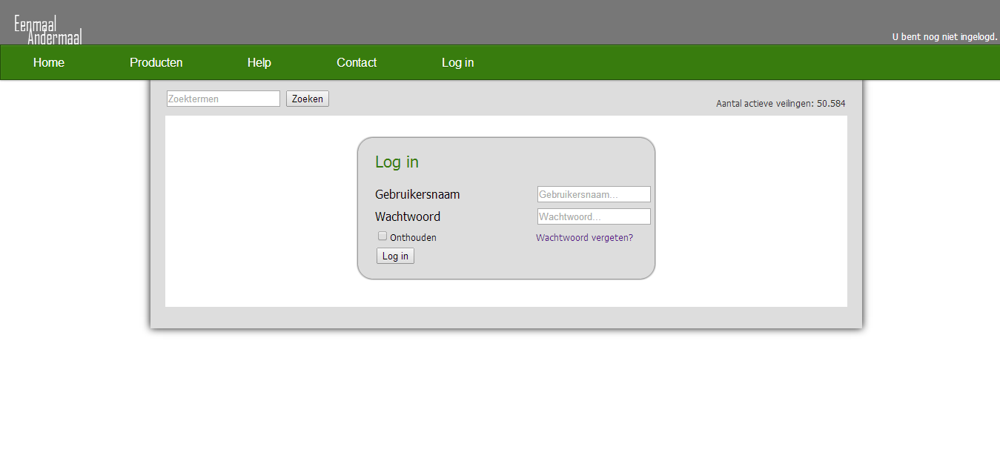 Eenmaal
Andermaal
U bent nog niet ingelogd.
Home Producten Help Contact Log in
Zoektermen Zoeken
Aantal actieve veilingen: 50.584
Log in
Gebruikersnaam Gebruikersnaam...
Wachtwoord Wachtwoord...
Onthouden Wachtwoord vergeten?
Log in